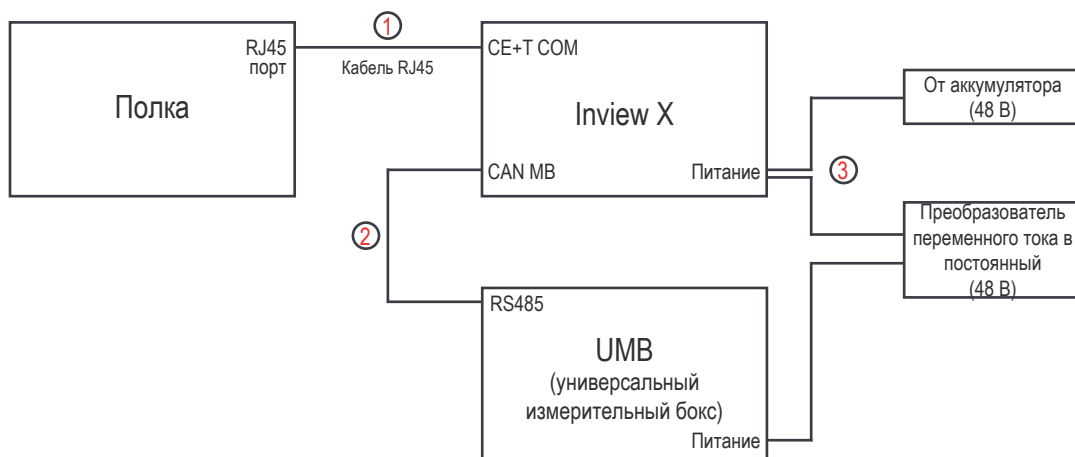 1
RJ45
порт
CE+T COM
Кабель RJ45
Полка
Inview X
От аккумулятора
(48 В)
CAN MB
Питание
3
2
Преобразователь
переменного тока в
постоянный
(48 В)
RS485
UMB
(универсальный
измерительный бокс)
Питание